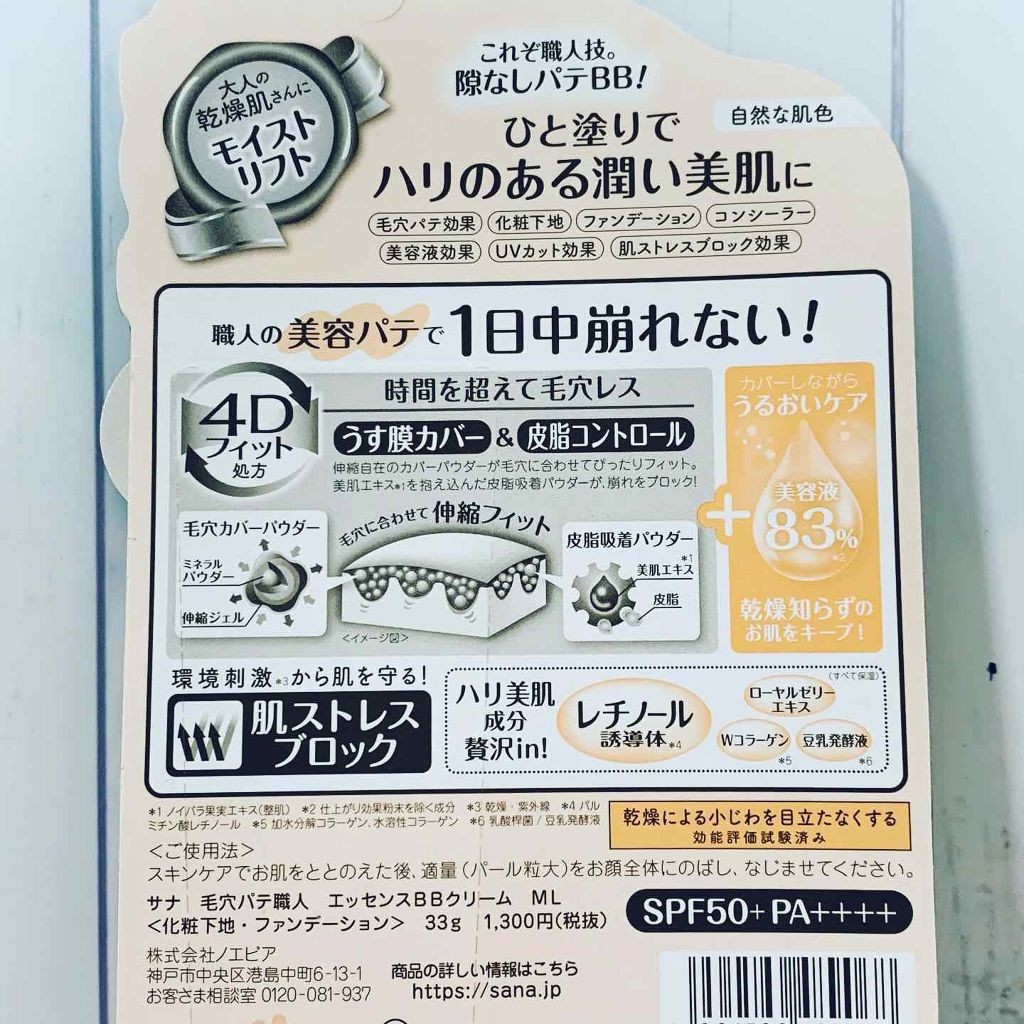 大人の
乾燥肌さんに
モイスト
リフト
これぞ職人技。
隙なしパテBB!
自然な肌色
ひと塗りで
ハリのある潤い美肌に
毛穴パテ効果 化粧下地 ファンデーション コンシーラー
美容液効果 UVカット効果 肌ストレスブロック効果
職人の美容パテで1日中崩れない!
4D
フィット
処方
時間を超えて毛穴レス
うす膜カバー & 皮脂コントロール
伸縮自在のカバーパウダーが毛穴に合わせてぴったりフィット。
美肌エキス*1を抱え込んだ皮脂吸着パウダーが、崩れをブロック!
毛穴カバーパウダー
ミネラル
パウダー
伸縮ジェル
毛穴に合わせて伸縮フィット
<イメージ図>
皮脂吸着パウダー
*1
美肌エキス
皮脂
+
カバーしながら
うるおいケア
美容液
83%
*2
乾燥知らずの
お肌をキープ!
環境刺激*3から肌を守る!
肌ストレス
ブロック
ハリ美肌
成分
贅沢in!
レチノール
誘導体*4
(すべて保湿)
ローヤルゼリー
エキス
Wコラーゲン
*5
豆乳発酵液
*6
*1 ノイバラ果実エキス(整肌) *2 仕上がり効果粉末を除く成分 *3 乾燥・紫外線 *4 パル
ミチン酸レチノール *5 加水分解コラーゲン、水溶性コラーゲン *6 乳酸桿菌/豆乳発酵液
乾燥による小じわを目立たなくする
効能評価試験済み
<ご使用法>
スキンケアでお肌をととのえた後、適量(パール粒大)をお顔全体にのばし、なじませてください。
サナ 毛穴パテ職人 エッセンスBBクリーム ML
<化粧下地・ファンデーション> 33g 1,300円(税抜)
SPF50+ PA++++
株式会社ノエビア
神戸市中央区港島中町6-13-1
お客さま相談室 0120-081-937
商品の詳しい情報はこちら
https://sana.jp